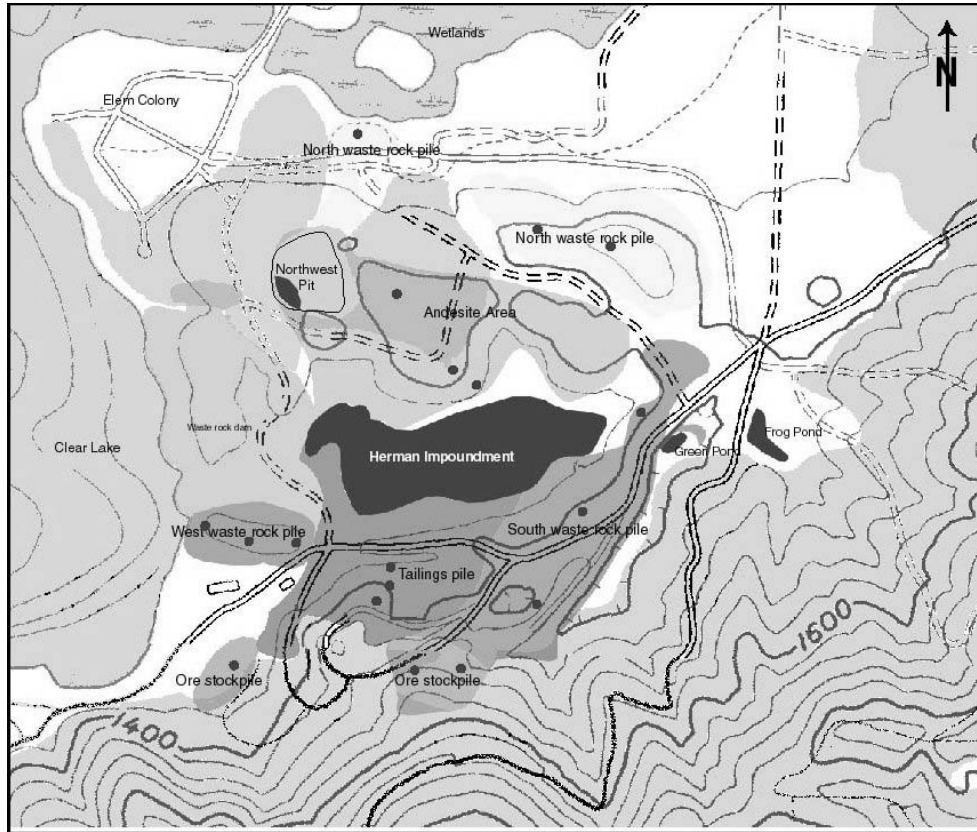 Wetlands
N
Elem Colony
North waste rock pile
North waste rock pile
Northwest
Pit
Andesite Area
Waste rock dam
Clear Lake
Herman Impoundment
Frog Pond
Green Pond
West waste rock pile
South waste rock pile
Tailings pile
1600
Ore stockpile
Ore stockpile
1400